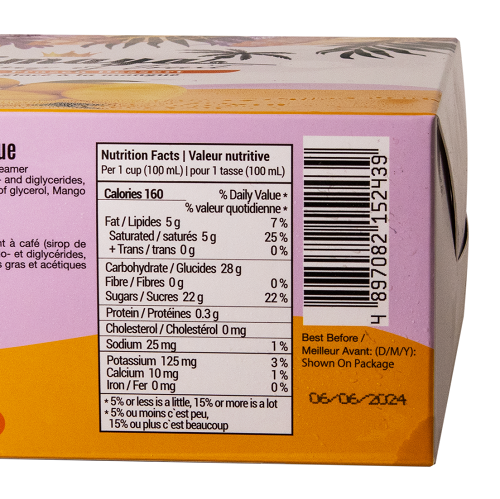 ue
eamer
- and diglycerides,
of glycerol, Mango
nt à café (sirop de
o- et diglycérides,
s gras et acétiques
Nutrition Facts | Valeur nutritive
Per 1 cup (100 mL) | pour 1 tasse (100 mL)
Calories 160 % Daily Value *
% valeur quotidienne *
Fat / Lipides 5 g 7 %
Saturated / saturés 5 g 25 %
+ Trans / trans 0 g 0 %
Carbohydrate / Glucides 28 g
Fibre / Fibres 0 g 0 %
Sugars / Sucres 22 g 22 %
Protein / Protéines 0.3 g
Cholesterol / Cholestérol 0 mg
Sodium 25 mg 1 %
Potassium 125 mg 3 %
Calcium 10 mg 1 %
Iron / Fer 0 mg 0 %
* 5% or less is a little, 15% or more is a lot
* 5% ou moins c'est peu,
15% ou plus c'est beaucoup
4 897082 152439
Best Before /
Meilleur Avant: (D/M/Y):
Shown On Package
06/06/2024